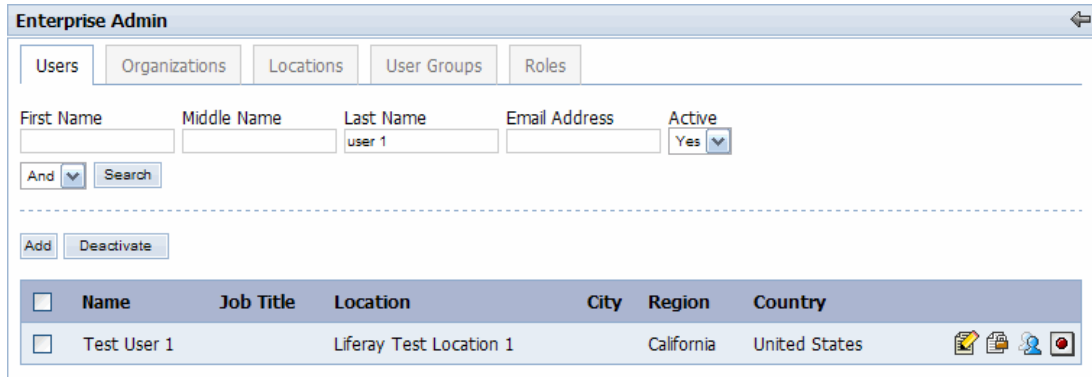 Enterprise Admin
Users Organizations Locations User Groups Roles
First Name Middle Name Last Name Email Address Active
user 1 Yes
And Search
Add Deactivate
Name Job Title Location City Region Country
Test User 1 Liferay Test Location 1 California United States